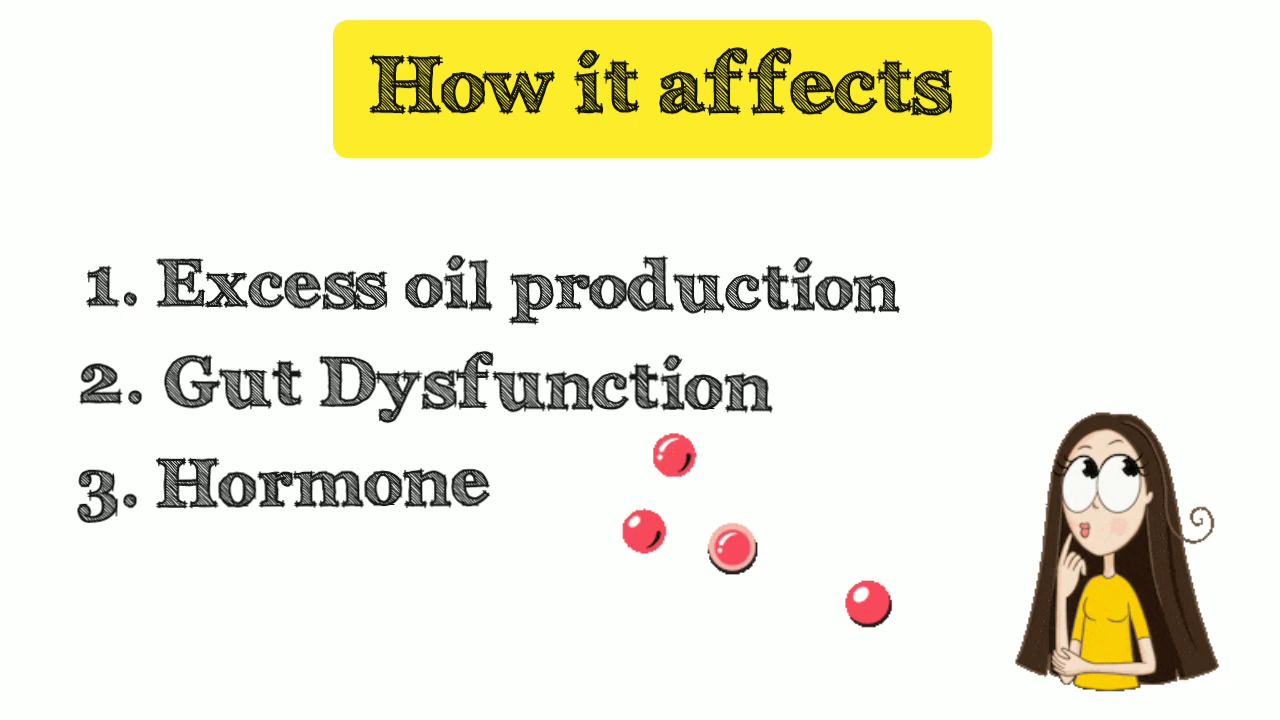 How it affects
1. Excess oil production
2. Gut Dysfunction
3. Hormone